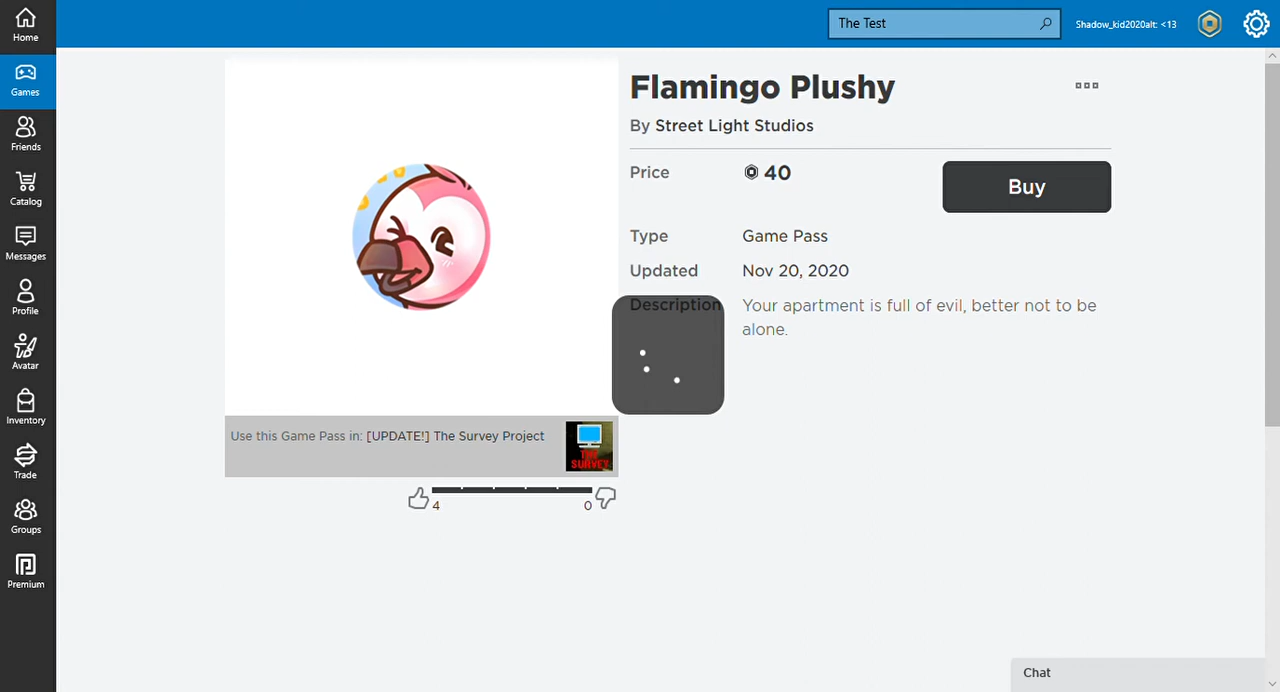 Home
Games
Friends
Catalog
Messages
Profile
Avatar
Inventory
Trade
Groups
Premium
The Test
Shadow_kid2020alt: <13
Flamingo Plushy
By Street Light Studios
Price 40
Buy
Type Game Pass
Updated Nov 20, 2020
Description Your apartment is full of evil, better not to be
alone.
Use this Game Pass in: [UPDATE!] The Survey Project
THE
SURVEY
4 0
Chat